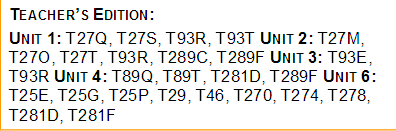 TEACHER'S EDITION:
UNIT 1: T27Q, T27S, T93R, T93T UNIT 2: T27M,
T27O, T27T, T93R, T289C, T289F UNIT 3: T93E,
T93R UNIT 4: T89Q, T89T, T281D, T289F UNIT 6:
T25E, T25G, T25P, T29, T46, T270, T274, T278,
T281D, T281F